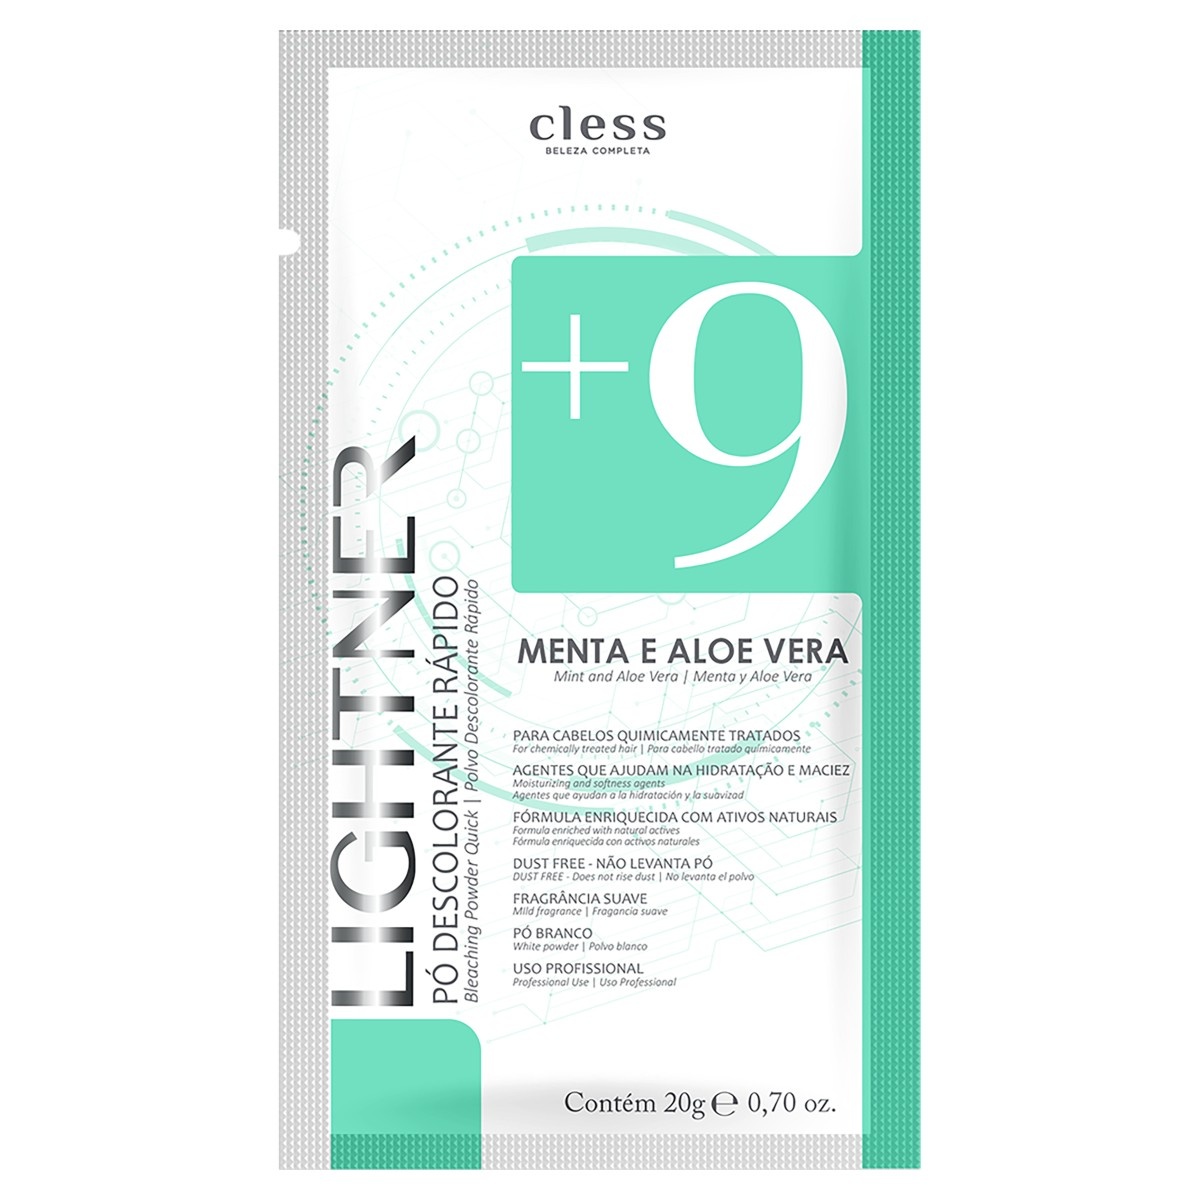 cless
BELEZA COMPLETA
+9
LIGHTNER
PÓ DESCOLORANTE RÁPIDO
Bleaching Powder Quick | Polvo Descolorante Rápido
MENTA E ALOE VERA
Mint and Aloe Vera | Menta y Aloe Vera
PARA CABELOS QUIMICAMENTE TRATADOS
For chemically treated hair | Para cabello tratado químicamente
AGENTES QUE AJUDAM NA HIDRATAÇÃO E MACIEZ
Moisturizing and softness agents
Agentes que ayudan a la hidratación y la suavizad
FÓRMULA ENRIQUECIDA COM ATIVOS NATURAIS
Formula enriched with natural actives
Fórmula enriquecida con activos naturales
DUST FREE - NÃO LEVANTA PÓ
DUST FREE - Does not rise dust | No levanta el polvo
FRAGRÂNCIA SUAVE
Mild fragrance | Fragancia suave
PÓ BRANCO
White powder | Polvo blanco
USO PROFISSIONAL
Professional Use | Uso Professional
Contém 20g ℮ 0,70 oz.